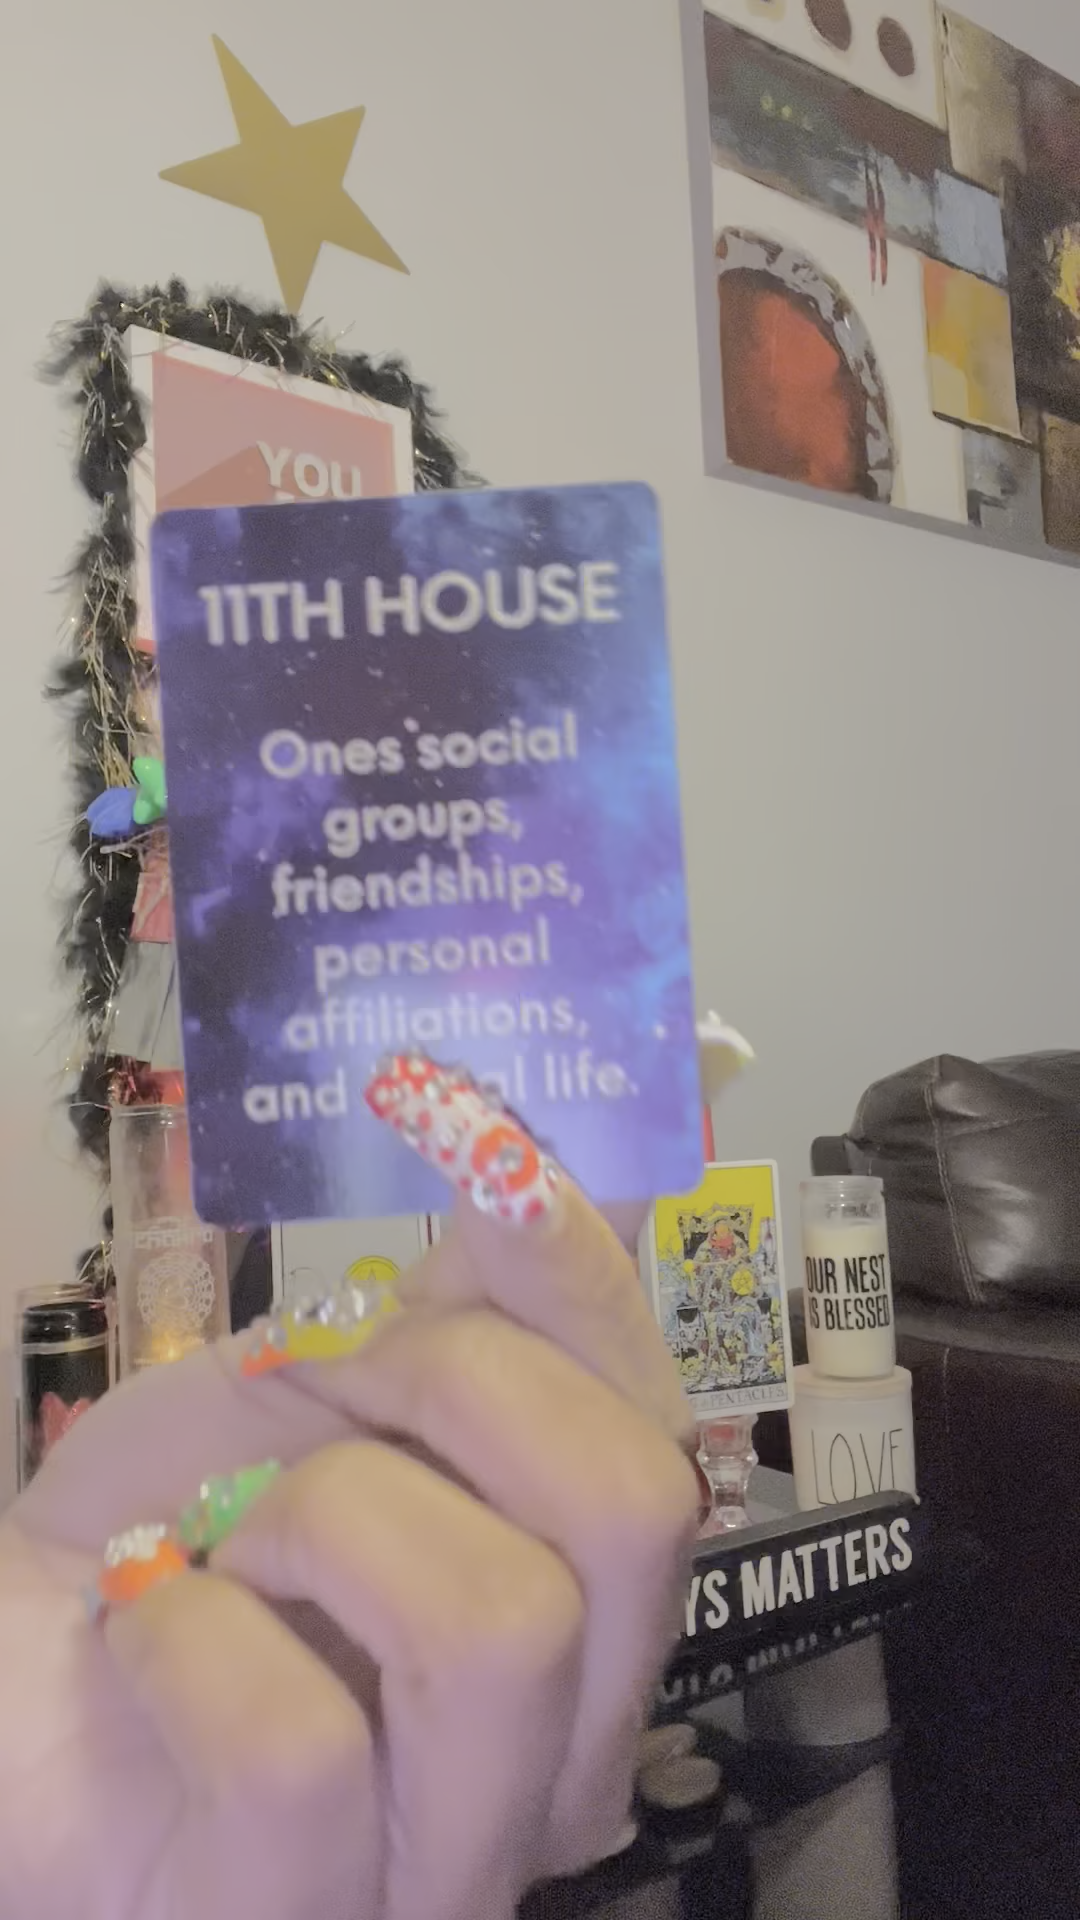 YOU
11TH HOUSE
Ones social
groups,
friendships,
personal
affiliations,
and al life.
PENTACLES
OUR NEST
IS BLESSED
LOVE
YS MATTERS